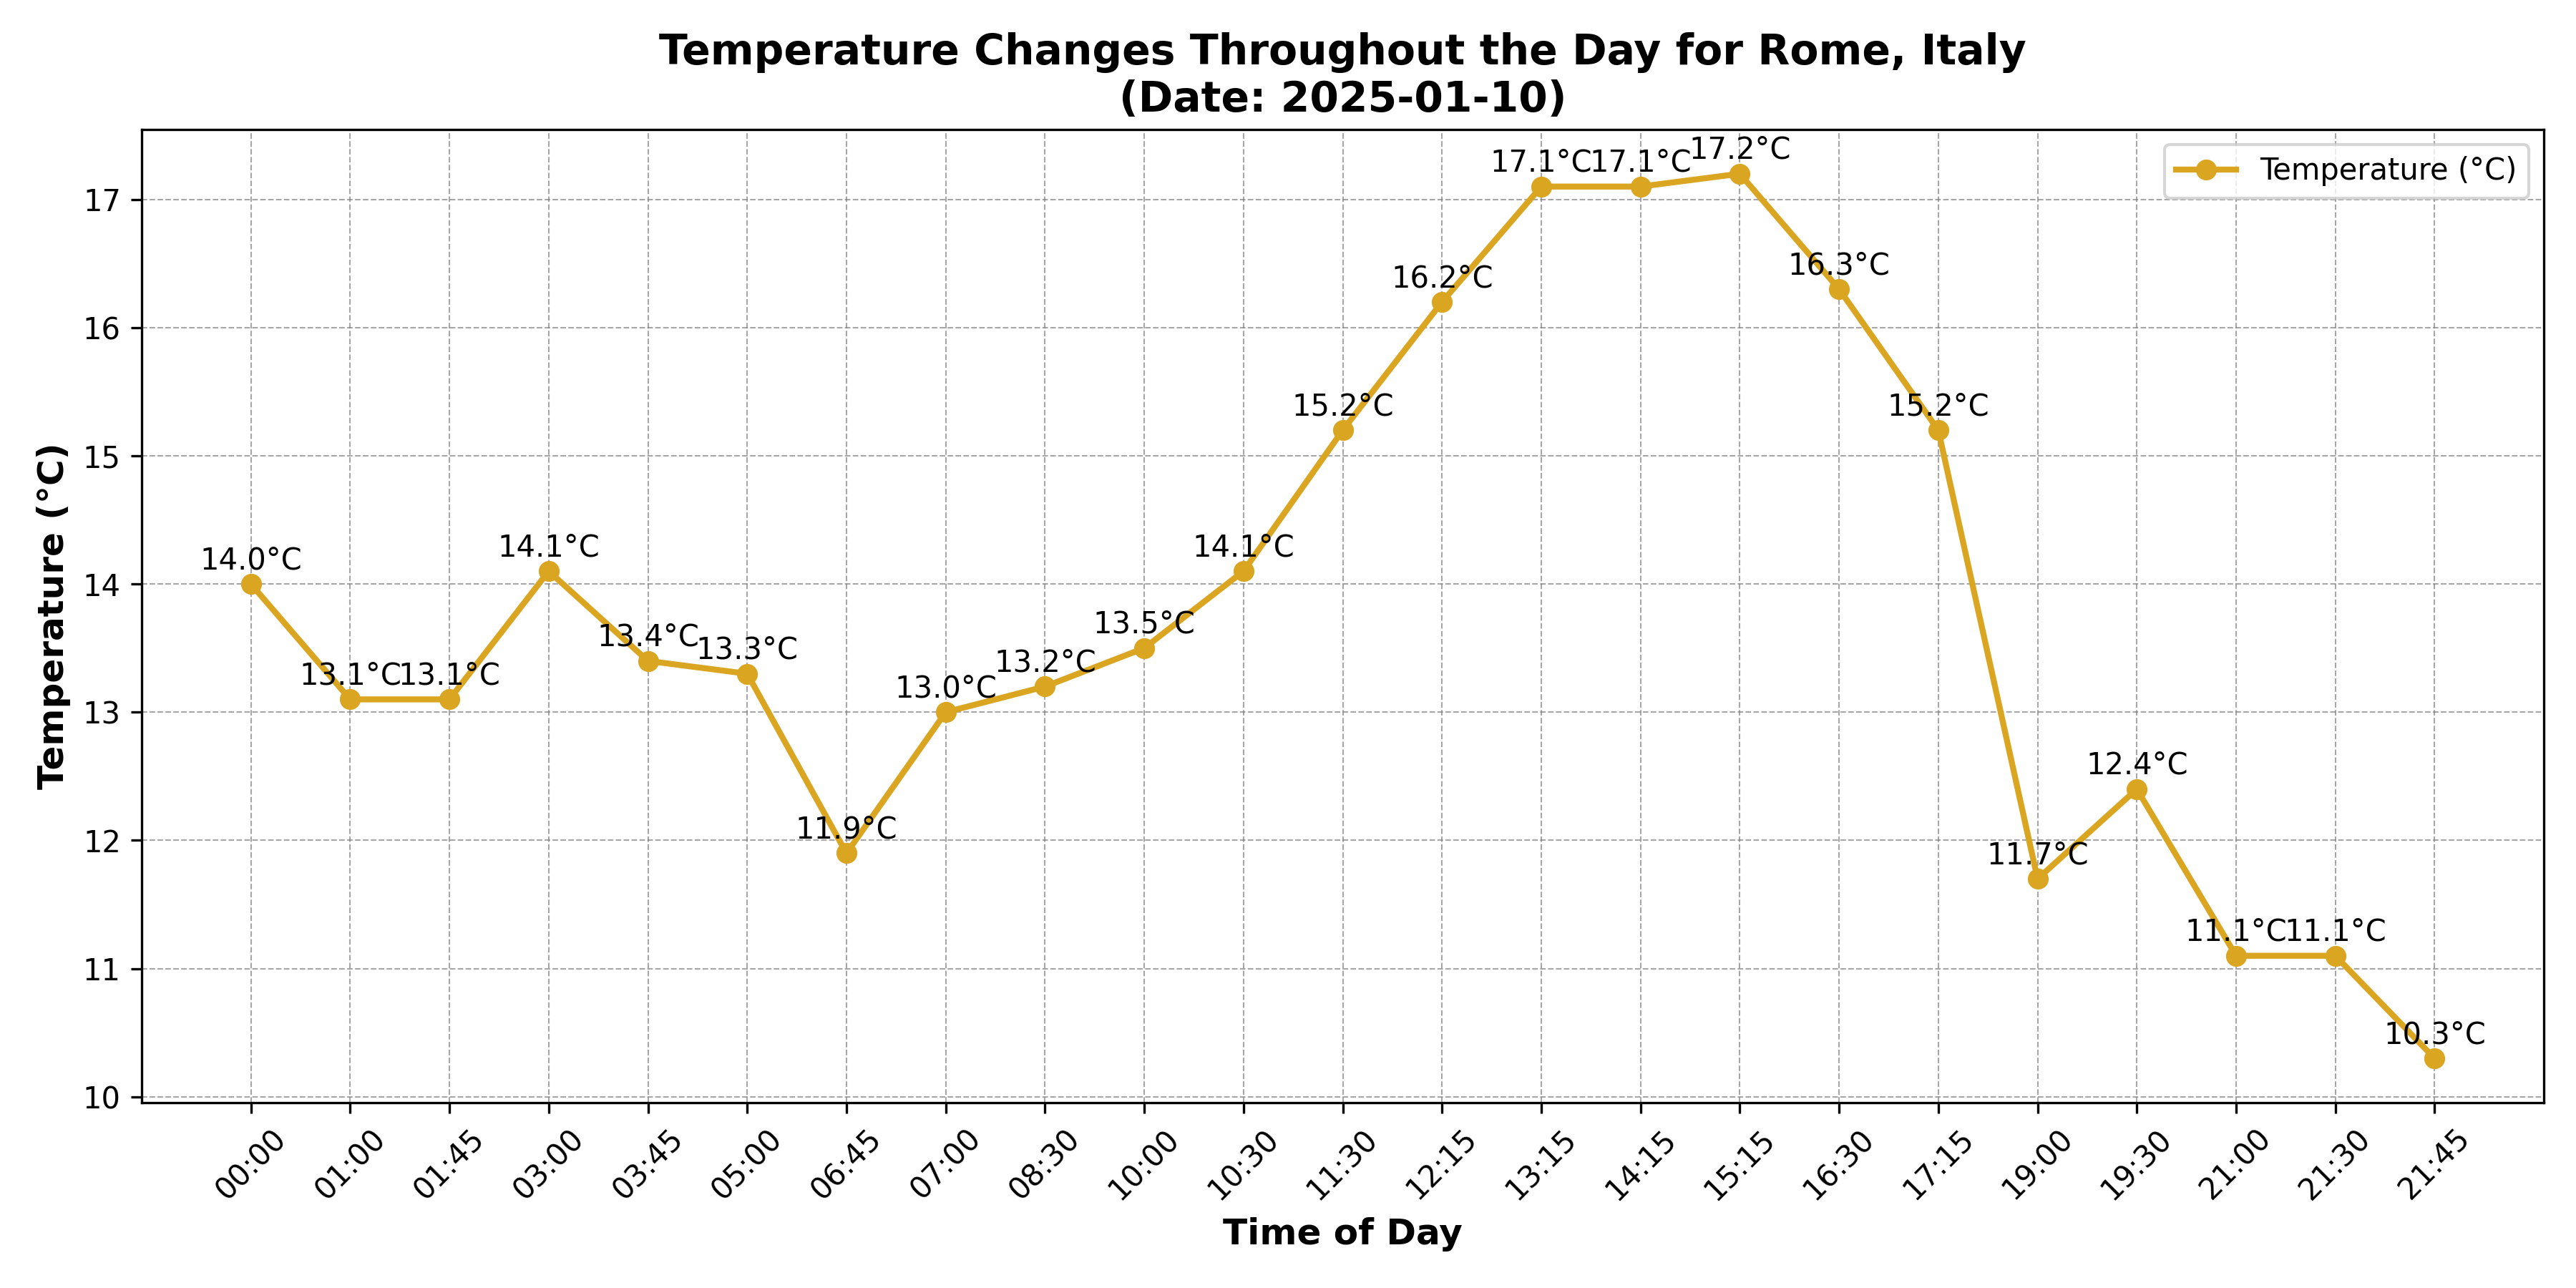 Temperature Changes Throughout the Day for Rome, Italy
(Date: 2025-01-10)
Temperature (°C)
Temperature (°C)
17
16
15
14
13
12
11
10
14.0°C
13.1°C
13.1°C
14.1°C
13.4°C
13.3°C
11.9°C
13.0°C
13.2°C
13.5°C
14.1°C
15.2°C
16.2°C
17.1°C
17.1°C
17.2°C
16.3°C
15.2°C
11.7°C
12.4°C
11.1°C
11.1°C
10.3°C
00:00
01:00
01:45
03:00
03:45
05:00
06:45
07:00
08:30
10:00
10:30
11:30
12:15
13:15
14:15
15:15
16:30
17:15
19:00
19:30
21:00
21:30
21:45
Time of Day